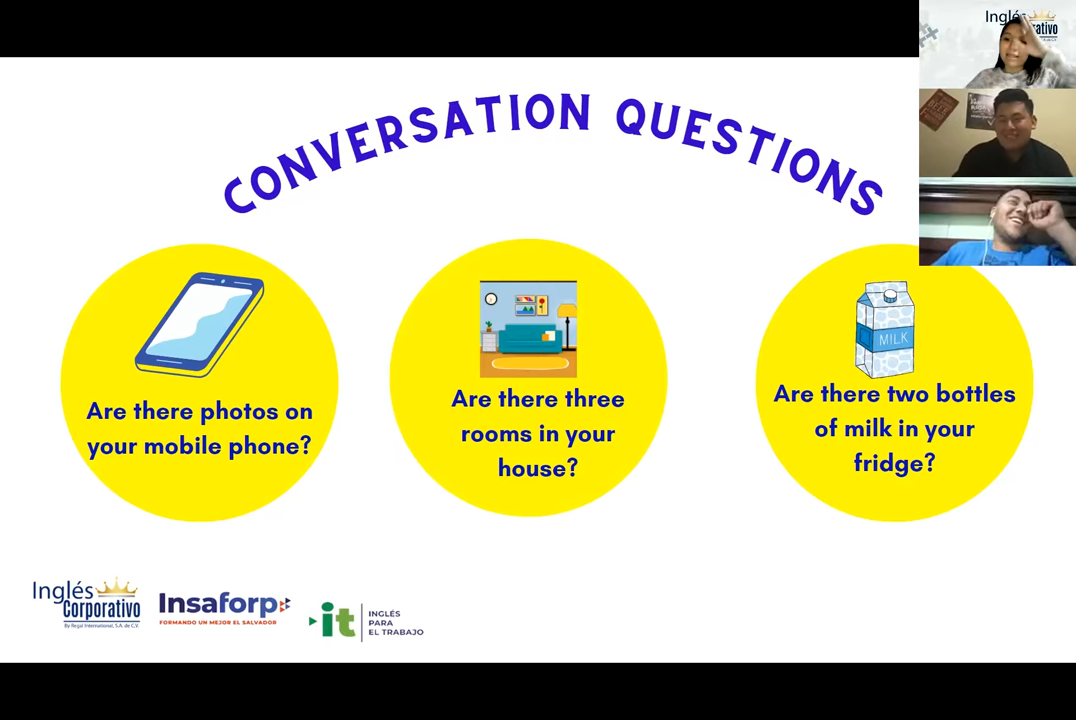 CONVERSATION QUESTIONS
MILK
Are there photos on
your mobile phone?
Are there three
rooms in your
house?
Are there two bottles
of milk in your
fridge?
Inglés
Corporativo
By Regal International, S.A. de C.V.
Insaforp
FORMANDO UN MEJOR EL SALVADOR
it
INGLÉS
PARA
EL TRABAJO